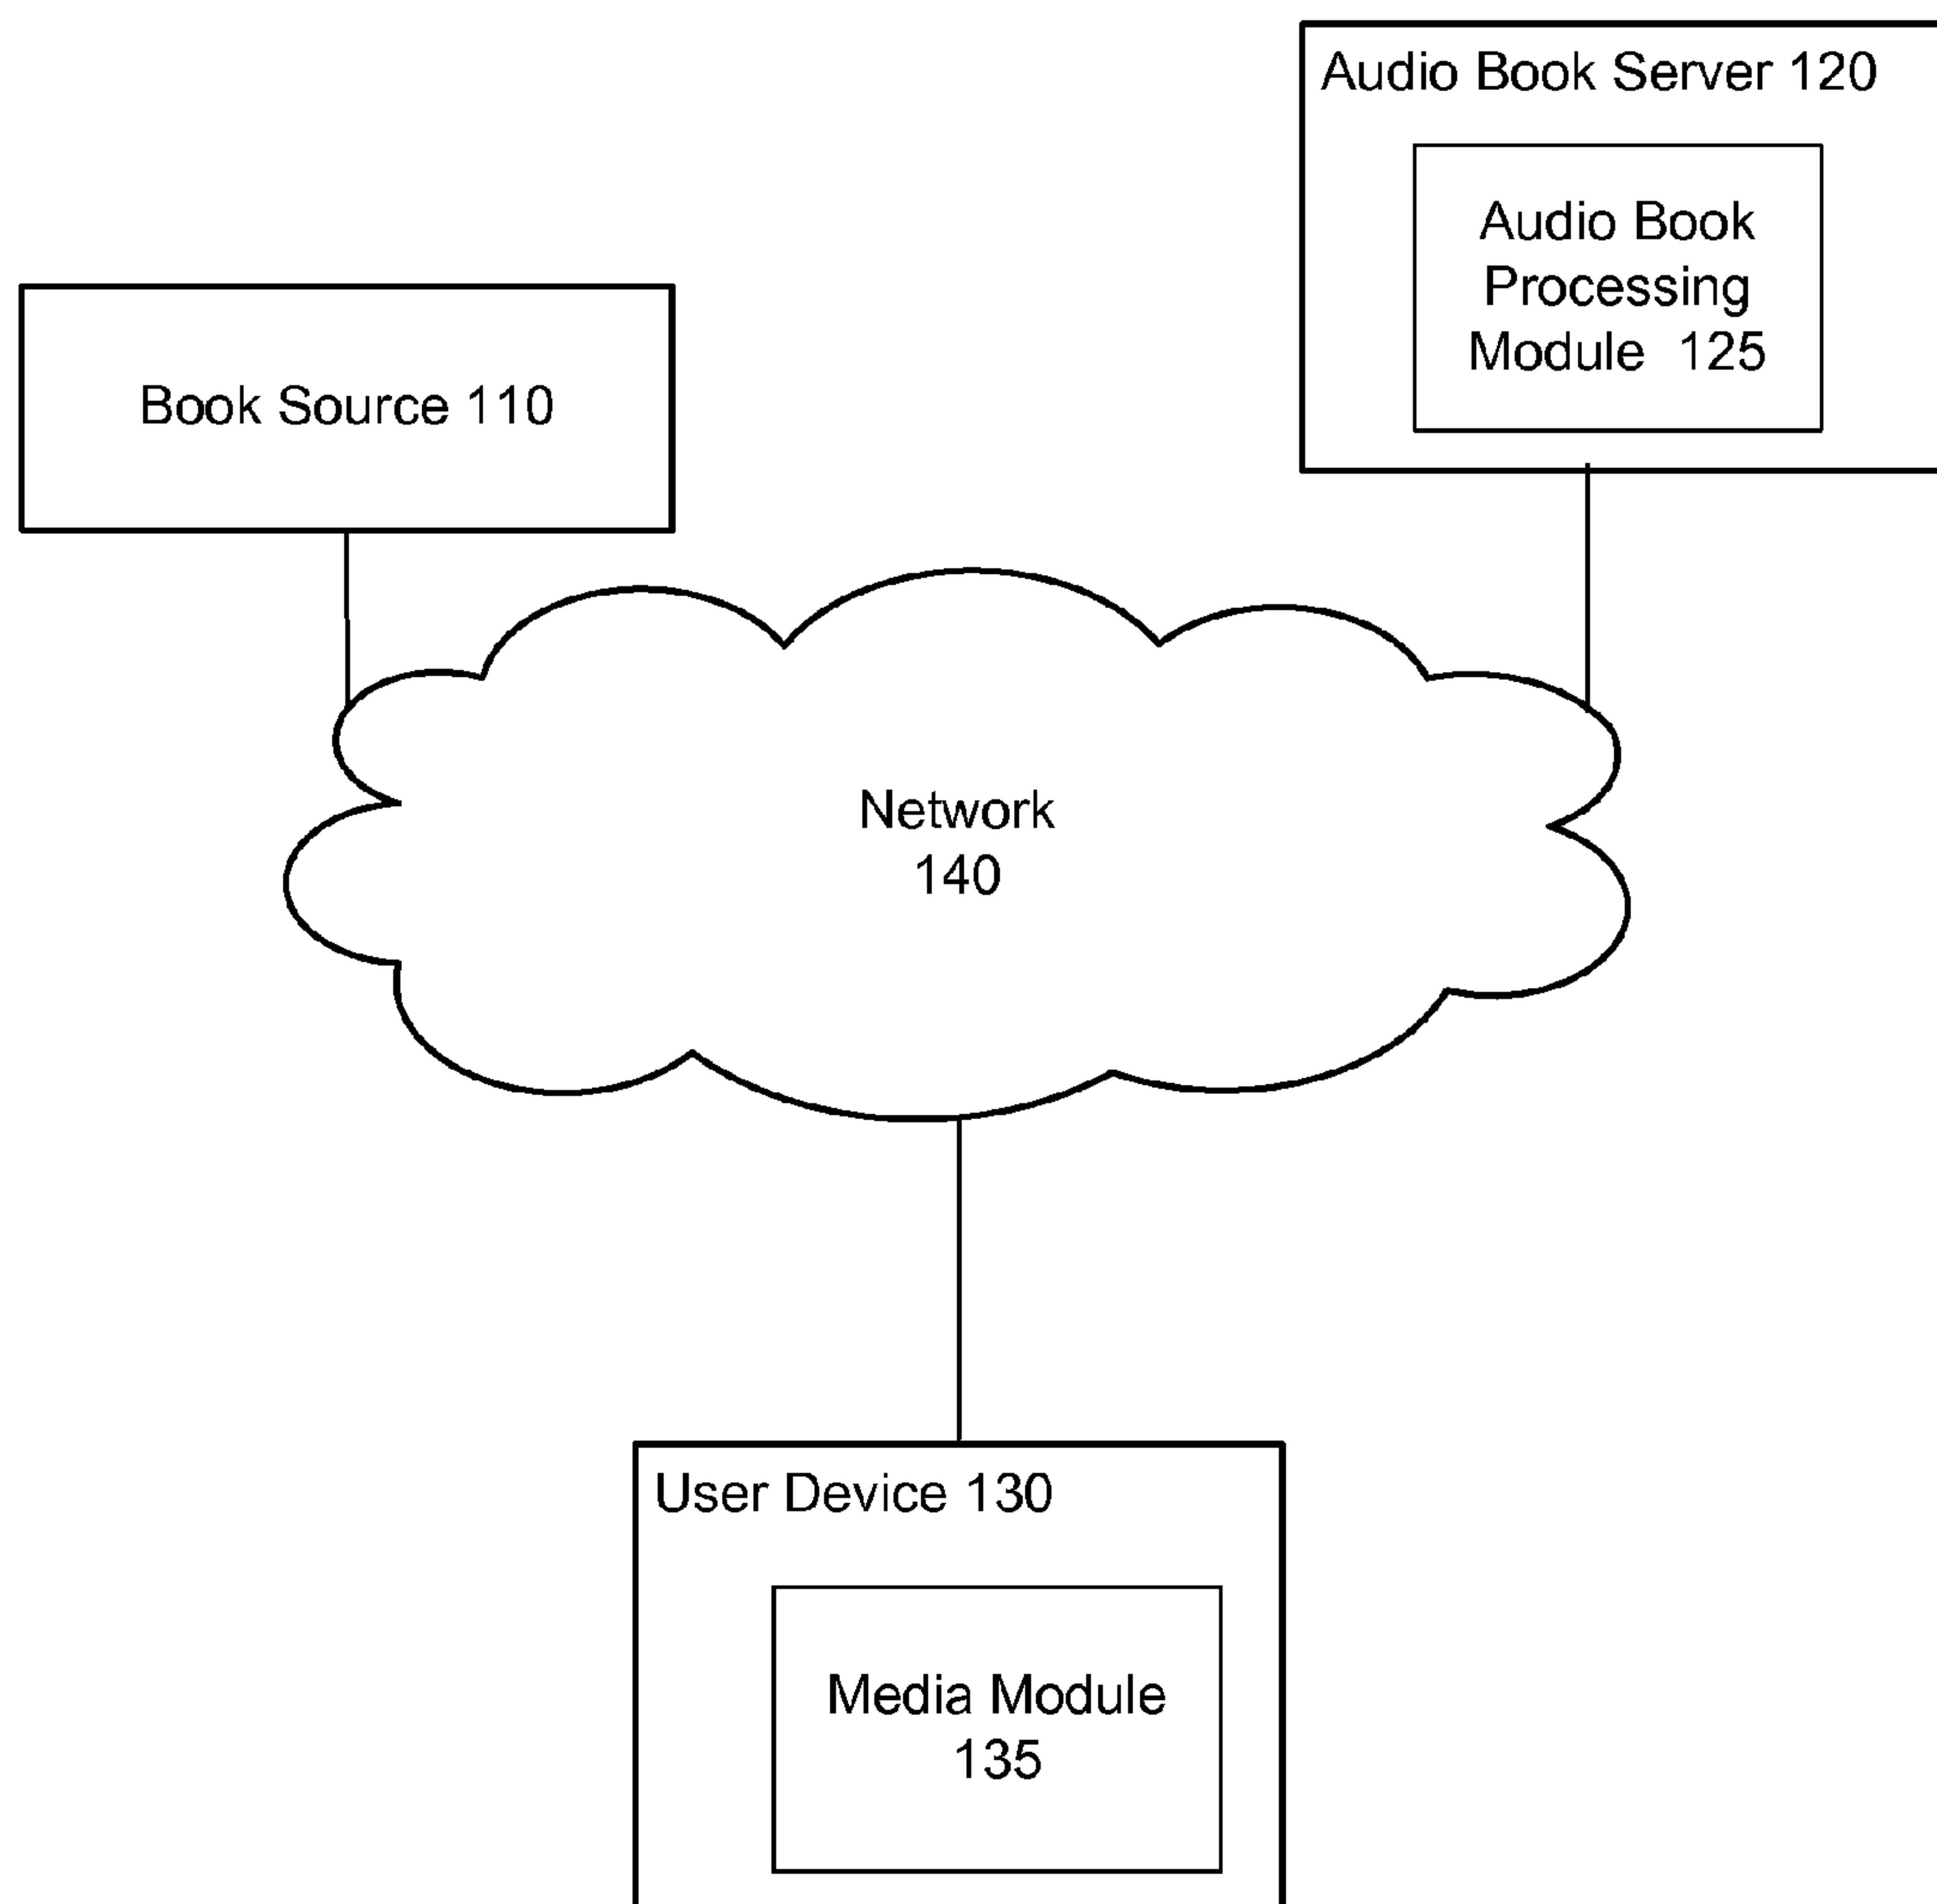 Audio Book Server 120
Audio Book
Processing
Module 125
Book Source 110
Network
140
User Device 130
Media Module
135